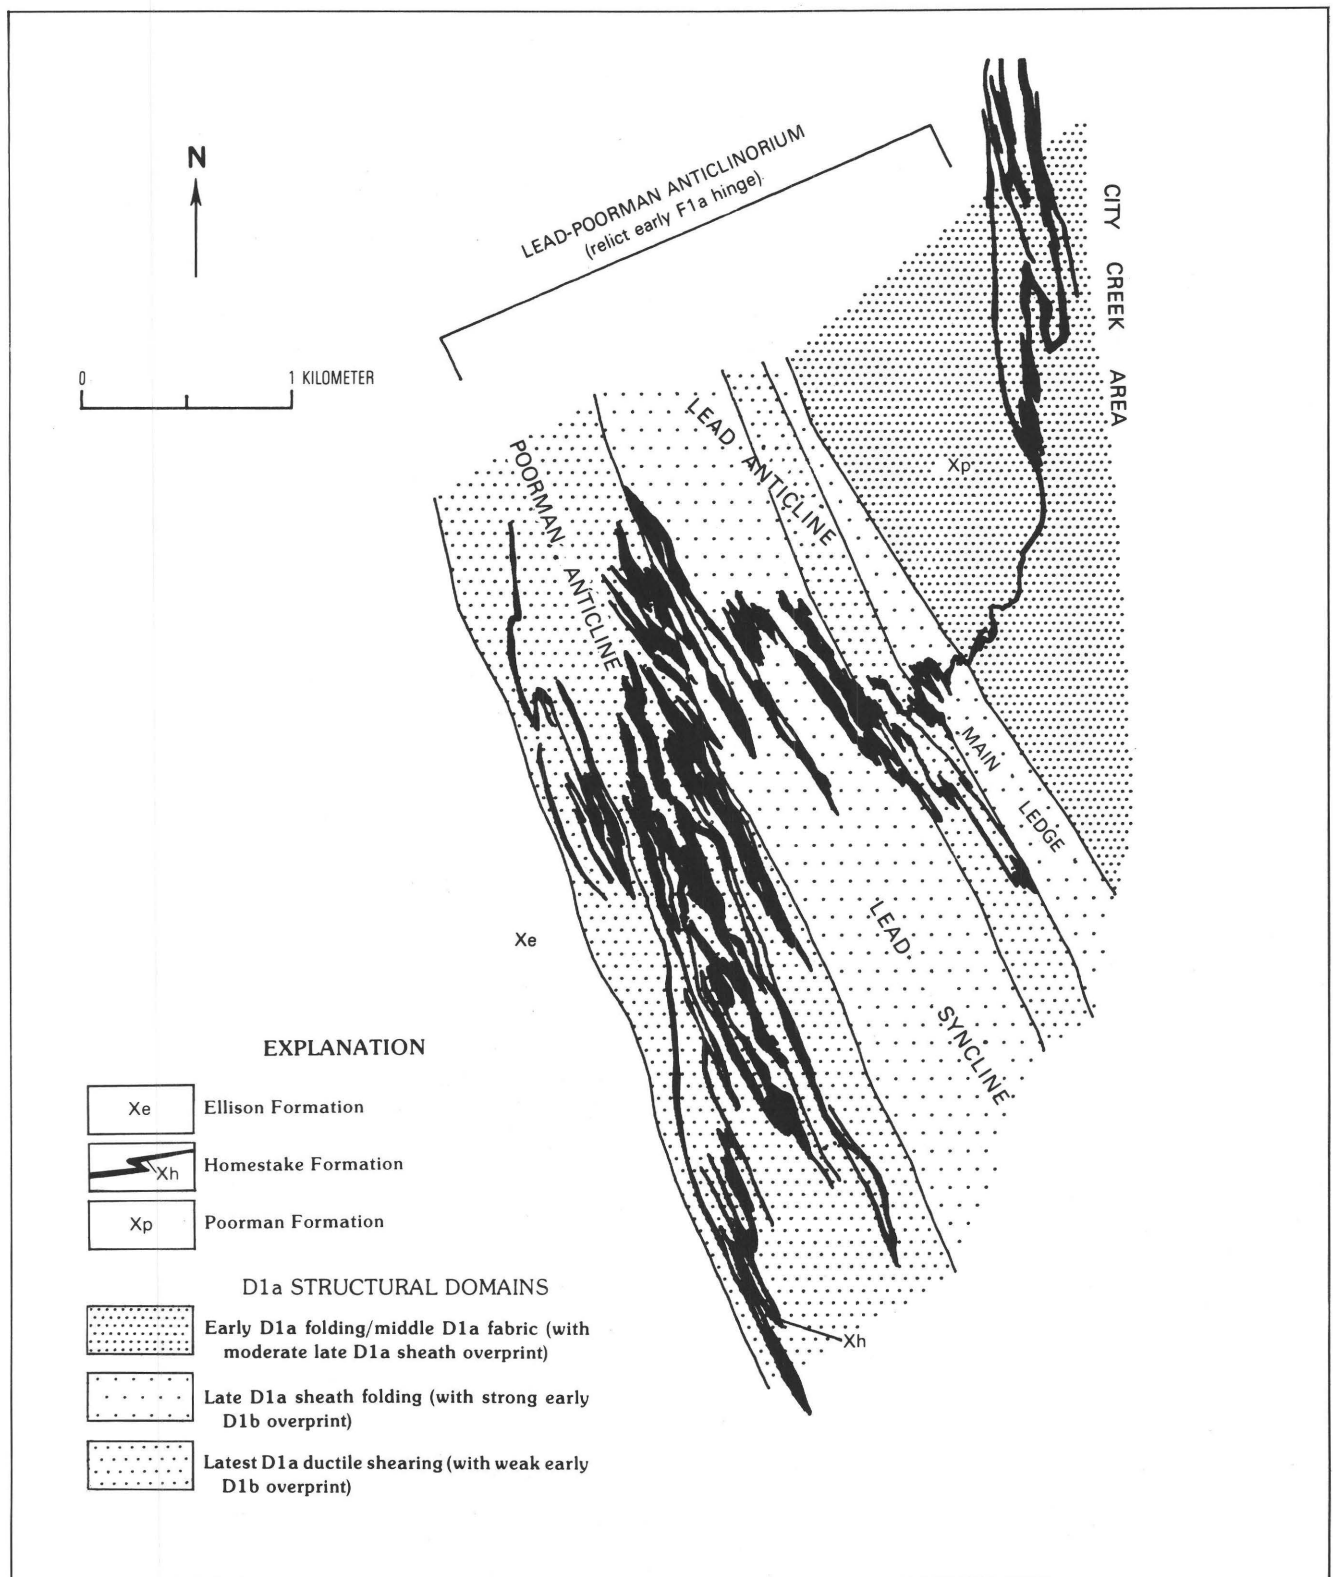 N
LEAD-POORMAN ANTICLINORIUM
(relict early F1a hinge)
CITY CREEK AREA
0 1 KILOMETER
LEAD ANTICLINE
POORMAN ANTICLINE
Xp
MAIN LEDGE
LEAD SYNCLINE
Xe
Xh
EXPLANATION
Xe Ellison Formation
Xh Homestake Formation
Xp Poorman Formation
D1a STRUCTURAL DOMAINS
Early D1a folding/middle D1a fabric (with
moderate late D1a sheath overprint)
Late D1a sheath folding (with strong early
D1b overprint)
Latest D1a ductile shearing (with weak early
D1b overprint)